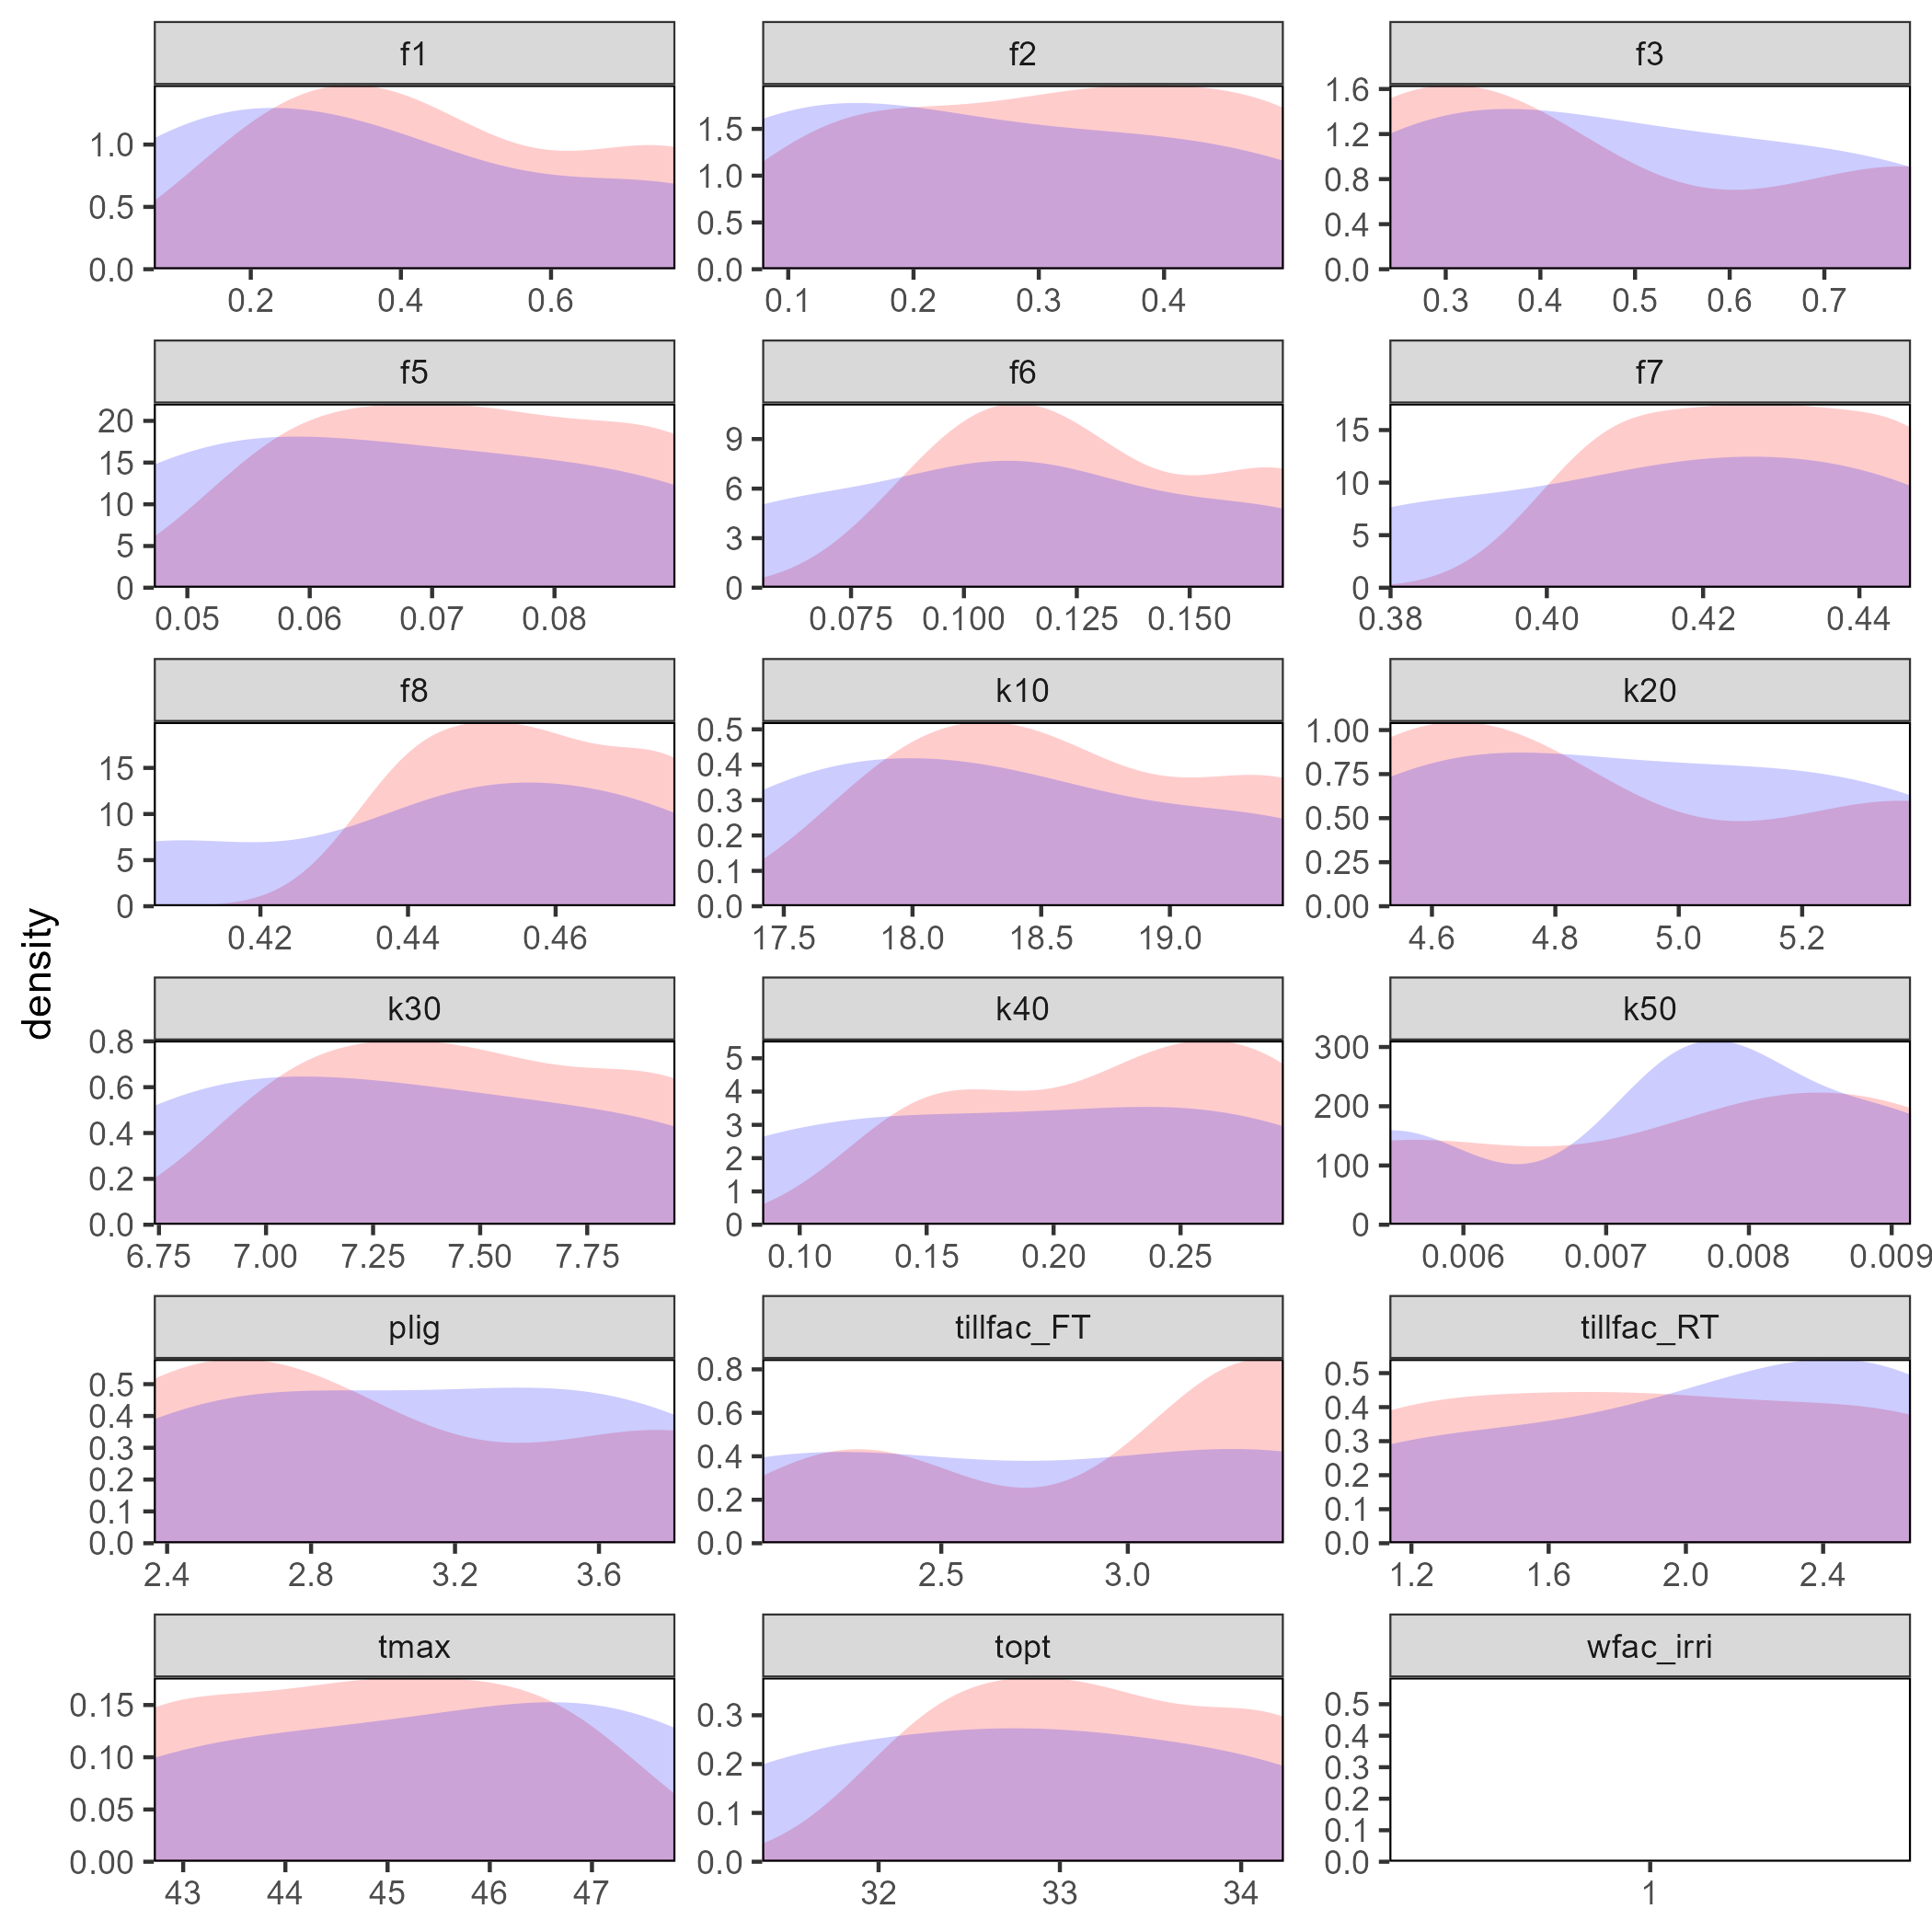 f1
f2
f3
1.0
0.5
0.0
0.2 0.4 0.6
1.5
1.0
0.5
0.0
0.1 0.2 0.3 0.4
1.6
1.2
0.8
0.4
0.0
0.3 0.4 0.5 0.6 0.7
f5
f6
f7
20
15
10
5
0
0.05 0.06 0.07 0.08
9
6
3
0
0.075 0.100 0.125 0.150
15
10
5
0
0.38 0.40 0.42 0.44
f8
k10
k20
15
10
5
0
0.42 0.44 0.46
0.5
0.4
0.3
0.2
0.1
0.0
17.5 18.0 18.5 19.0
1.00
0.75
0.50
0.25
0.00
4.6 4.8 5.0 5.2
density
k30
k40
k50
0.8
0.6
0.4
0.2
0.0
6.75 7.00 7.25 7.50 7.75
5
4
3
2
1
0
0.10 0.15 0.20 0.25
300
200
100
0
0.006 0.007 0.008 0.009
plig
tillfac_FT
tillfac_RT
0.5
0.4
0.3
0.2
0.1
0.0
2.4 2.8 3.2 3.6
0.8
0.6
0.4
0.2
0.0
2.5 3.0
0.5
0.4
0.3
0.2
0.1
0.0
1.2 1.6 2.0 2.4
tmax
topt
wfac_irri
0.15
0.10
0.05
0.00
43 44 45 46 47
0.3
0.2
0.1
0.0
32 33 34
0.5
0.4
0.3
0.2
0.1
0.0
1